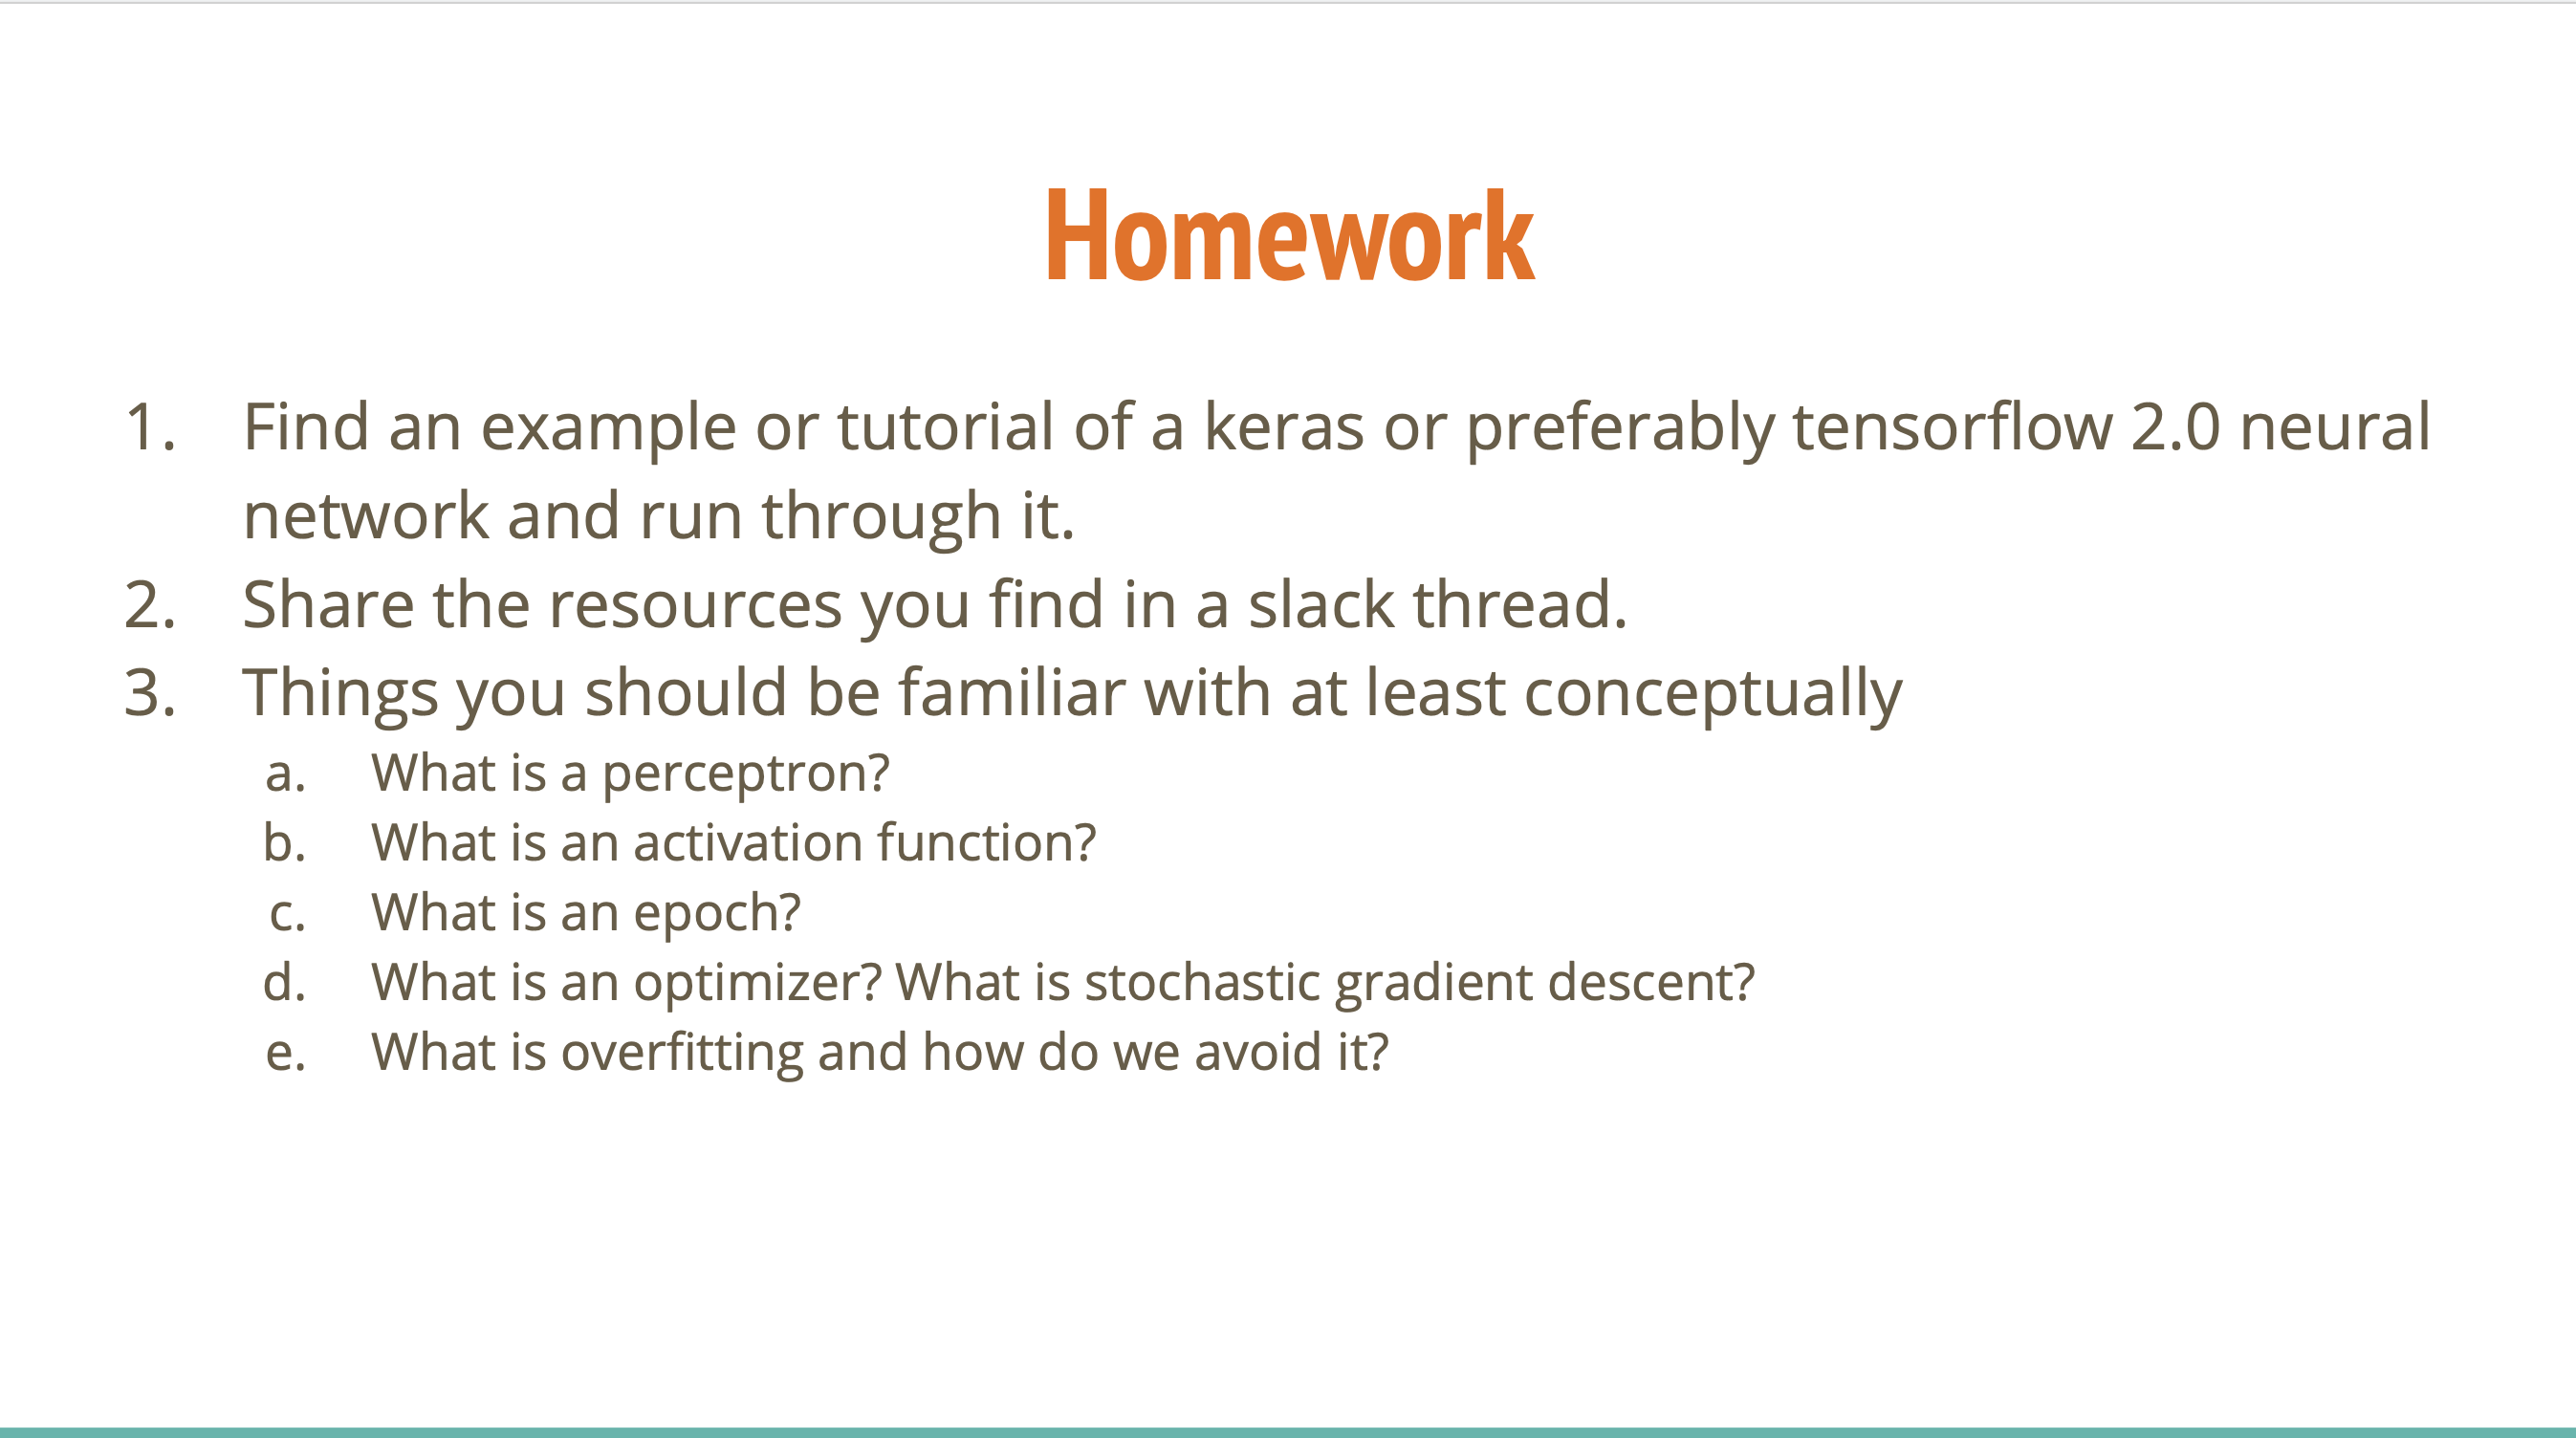 Homework
1. Find an example or tutorial of a keras or preferably tensorflow 2.0 neural
network and run through it.
2. Share the resources you find in a slack thread.
3. Things you should be familiar with at least conceptually
a. What is a perceptron?
b. What is an activation function?
c. What is an epoch?
d. What is an optimizer? What is stochastic gradient descent?
e. What is overfitting and how do we avoid it?